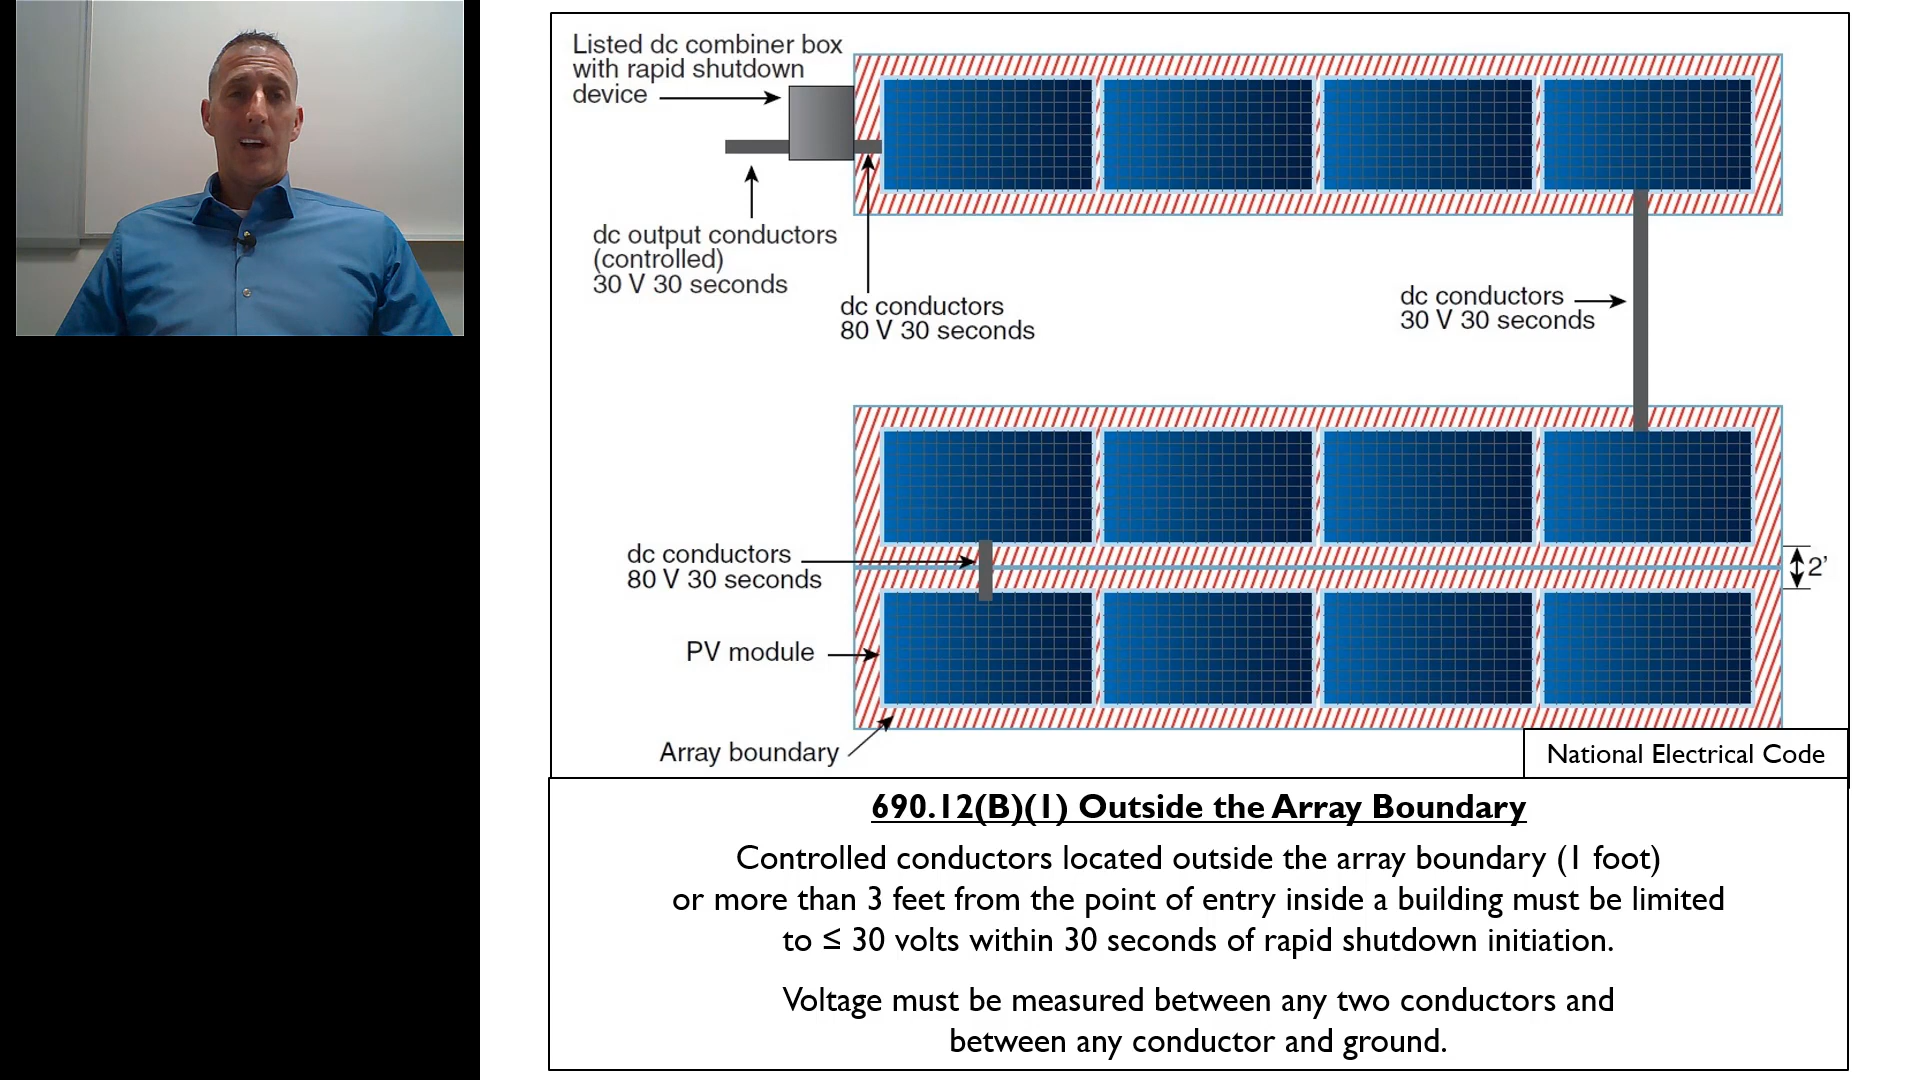 Listed dc combiner box
with rapid shutdown
device
dc output conductors
(controlled)
30 V 30 seconds
dc conductors
80 V 30 seconds
dc conductors
30 V 30 seconds
dc conductors
80 V 30 seconds
2'
PV module
Array boundary
National Electrical Code
690.12(B)(1) Outside the Array Boundary
Controlled conductors located outside the array boundary (1 foot)
or more than 3 feet from the point of entry inside a building must be limited
to ≤ 30 volts within 30 seconds of rapid shutdown initiation.
Voltage must be measured between any two conductors and
between any conductor and ground.